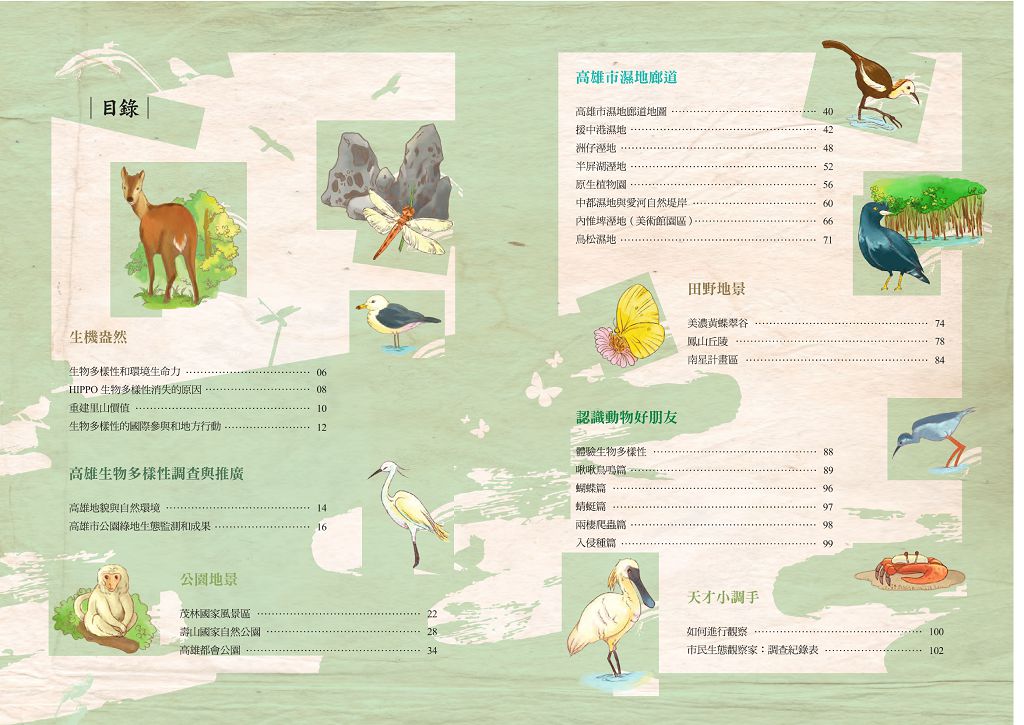 目錄
生機盎然
生物多樣性和環境生命力 06
HIPPO 生物多樣性消失的原因 08
重建里山價值 10
生物多樣性的國際參與和地方行動 12
高雄生物多樣性調查與推廣
高雄地貌與自然環境 14
高雄市公園綠地生態監測和成果 16
公園地景
茂林國家風景區 22
壽山國家自然公園 28
高雄都會公園 34
高雄市濕地廊道
高雄市濕地廊道地圖 40
援中港濕地 42
洲仔溼地 48
半屏湖溼地 52
原生植物園 56
中都濕地與愛河自然堤岸 60
內惟埤溼地（美術館園區） 66
鳥松濕地 71
田野地景
美濃黃蝶翠谷 74
鳳山丘陵 78
南星計畫區 84
認識動物好朋友
體驗生物多樣性 88
啾啾鳥鳴篇 89
蝴蝶篇 96
蜻蜓篇 97
兩棲爬蟲篇 98
入侵種篇 99
天才小調手
如何進行觀察 100
市民生態觀察家：調查紀錄表 102